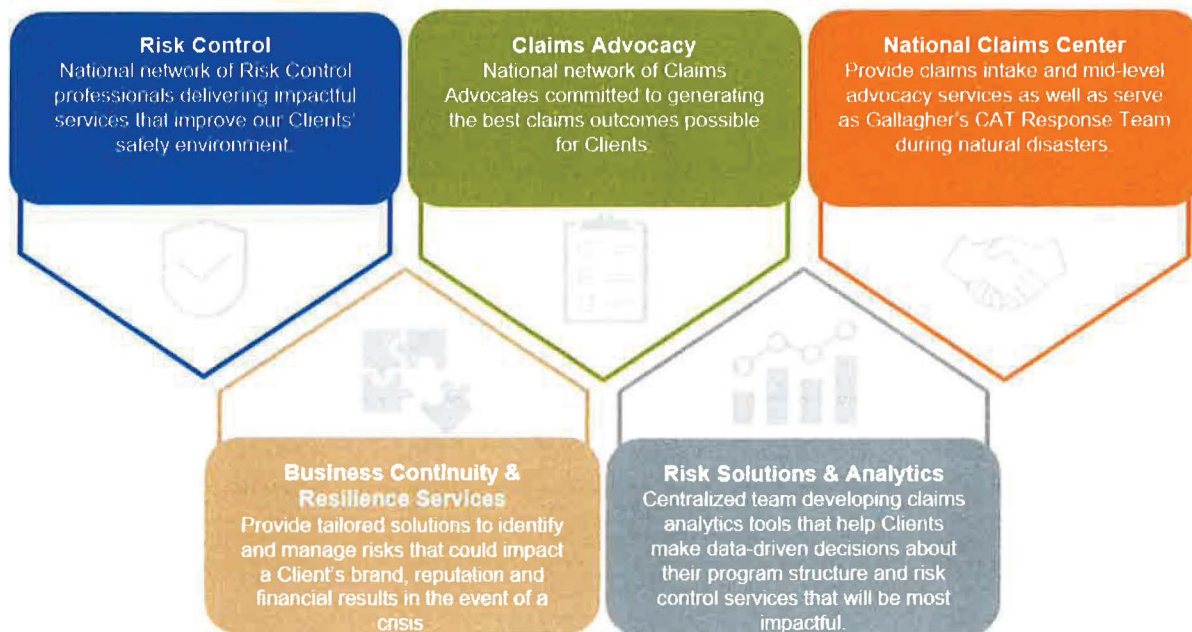 Risk Control
National network of Risk Control
professionals delivering impactful
services that improve our Clients'
safety environment.
Claims Advocacy
National network of Claims
Advocates committed to generating
the best claims outcomes possible
for Clients.
National Claims Center
Provide claims intake and mid-level
advocacy services as well as serve
as Gallagher's CAT Response Team
during natural disasters.
Business Continuity &
Resilience Services
Provide tailored solutions to identify
and manage risks that could impact
a Client's brand, reputation and
financial results in the event of a
crisis
Risk Solutions & Analytics
Centralized team developing claims
analytics tools that help Clients
make data-driven decisions about
their program structure and risk
control services that will be most
impactful.